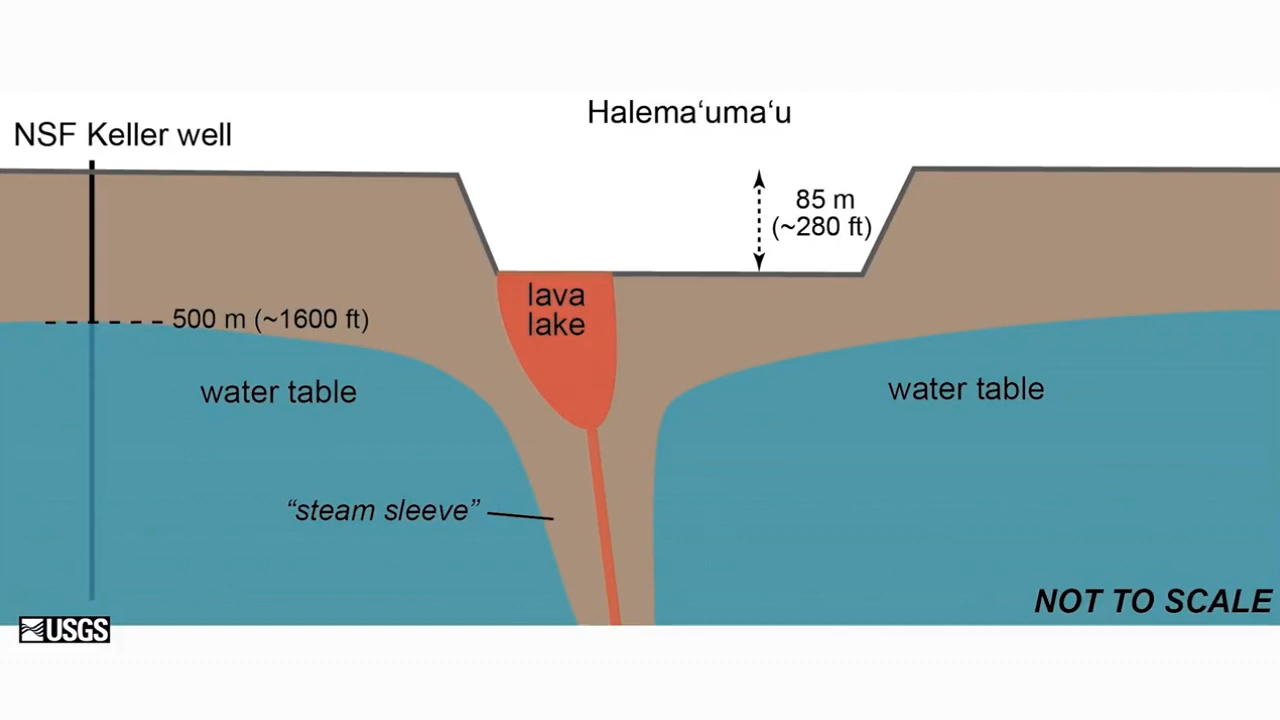 Halemaʻumaʻu
NSF Keller well
85 m
(~280 ft)
lava
lake
500 m (~1600 ft)
water table
water table
“steam sleeve”
NOT TO SCALE
USGS